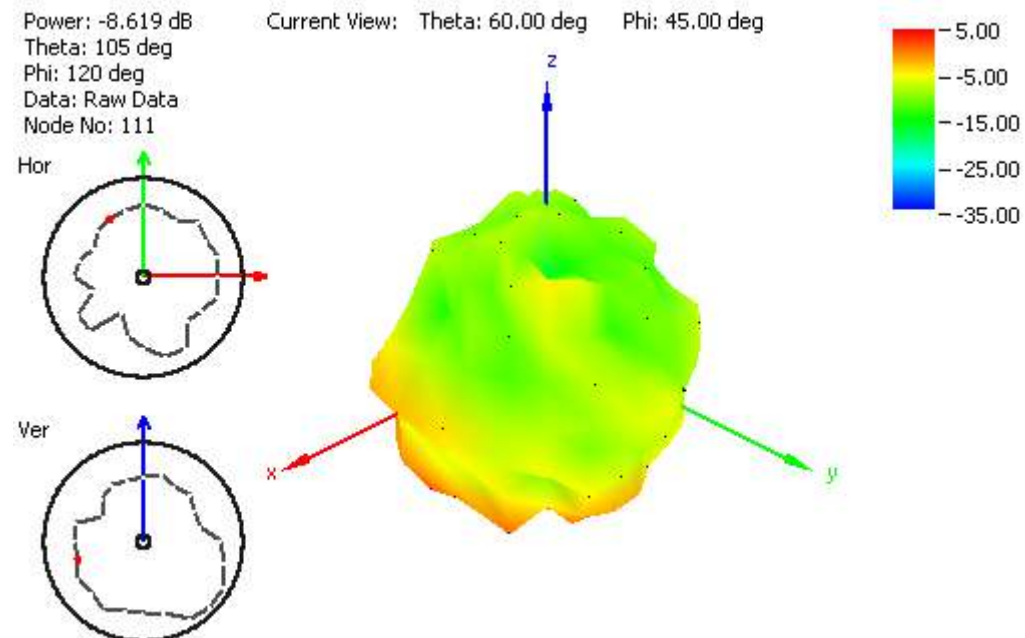 Power: -8.619 dB
Theta: 105 deg
Phi: 120 deg
Data: Raw Data
Node No: 111
Current View: Theta: 60.00 deg Phi: 45.00 deg
5.00
-5.00
-15.00
-25.00
-35.00
Hor
z
x
y
Ver